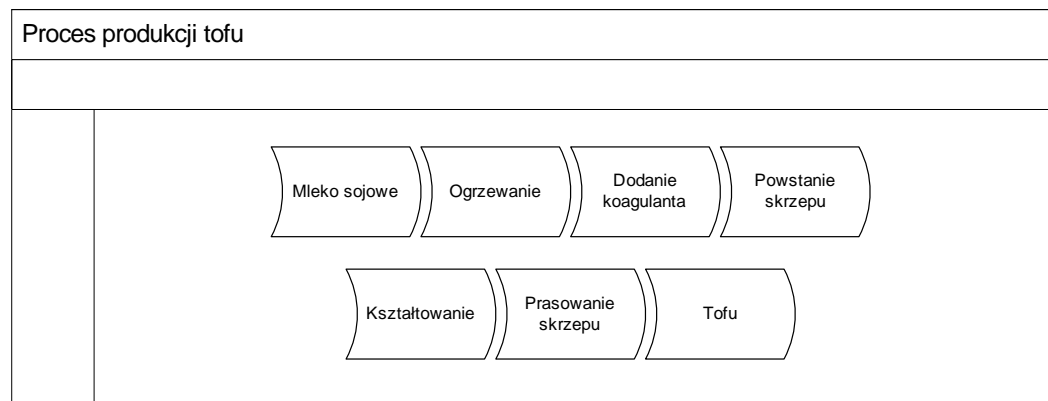 Proces produkcji tofu
Mleko sojowe
Ogrzewanie
Dodanie
koagulanta
Powstanie
skrzepu
Kształtowanie
Prasowanie
skrzepu
Tofu